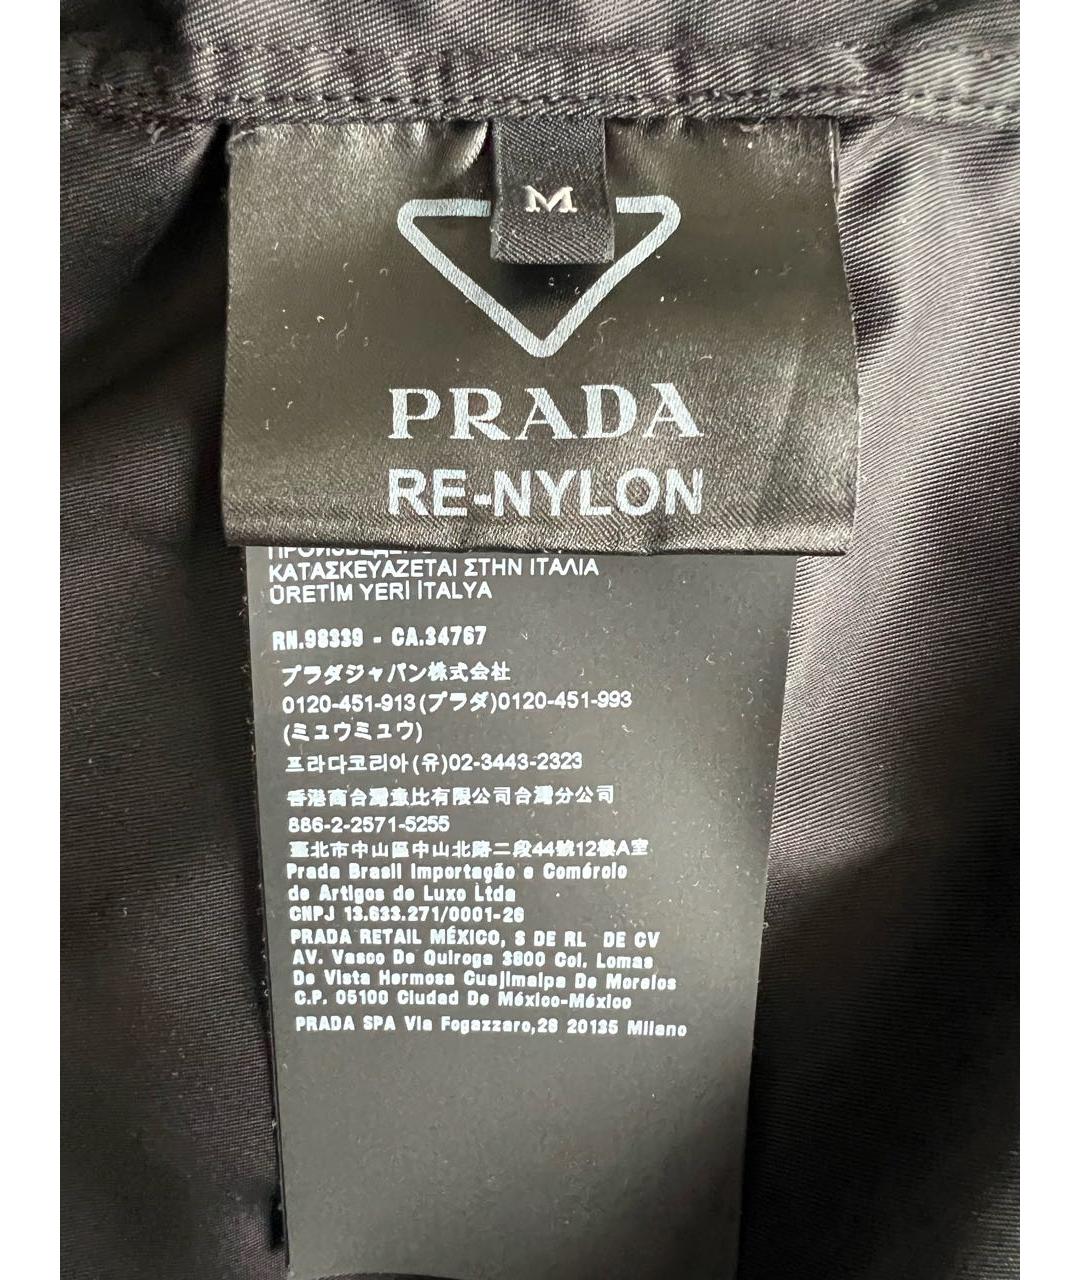 M
PRADA
RE-NYLON
ΚΑΤΑΣΚΕΥΑΖΕΤΑΙ ΣΤΗΝ ΙΤΑΛΙΑ
ÜRETİM YERİ İTALYA
RN.98339 - CA.34767
プラダジャパン株式会社
0120-451-913(プラダ)0120-451-993
(ミュウミュウ)
프라다코리아(유)02-3443-2323
香港商台灣意比有限公司台灣分公司
886-2-2571-5255
臺北市中山區中山北路二段44號12樓A室
Prada Brasil Importação e Comércio
de Artigos de Luxo Ltda
CNPJ 13.633.271/0001-26
PRADA RETAIL MÉXICO, S DE RL DE CV
AV. Vasco De Quiroga 3800 Col. Lomas
De Vista Hermosa Cuajimalpa De Morelos
C.P. 05100 Ciudad De México-México
PRADA SPA Via Fogazzaro,28 20135 Milano